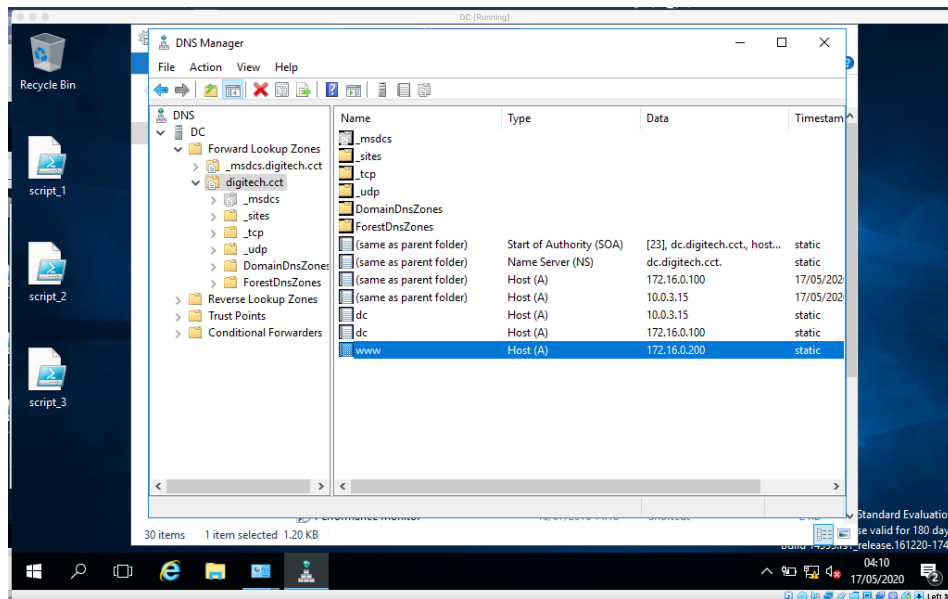 DC [Running]
Recycle Bin
script_1
script_2
script_3
DNS Manager
File Action View Help
DNS
DC
Forward Lookup Zones
_msdcs.digitech.cct
digitech.cct
_msdcs
_sites
_tcp
_udp
DomainDnsZones
ForestDnsZones
Reverse Lookup Zones
Trust Points
Conditional Forwarders
Name Type Data Timestam
_msdcs
_sites
_tcp
_udp
DomainDnsZones
ForestDnsZones
(same as parent folder) Start of Authority (SOA) [23], dc.digitech.cct., host... static
(same as parent folder) Name Server (NS) dc.digitech.cct. static
(same as parent folder) Host (A) 172.16.0.100 17/05/202
(same as parent folder) Host (A) 10.0.3.15 17/05/202
dc Host (A) 10.0.3.15 static
dc Host (A) 172.16.0.100 static
www Host (A) 172.16.0.200 static
30 items 1 item selected 1.20 KB
Standard Evaluatio
se valid for 180 day
release.161220-174
04:10
17/05/2020
2
Left